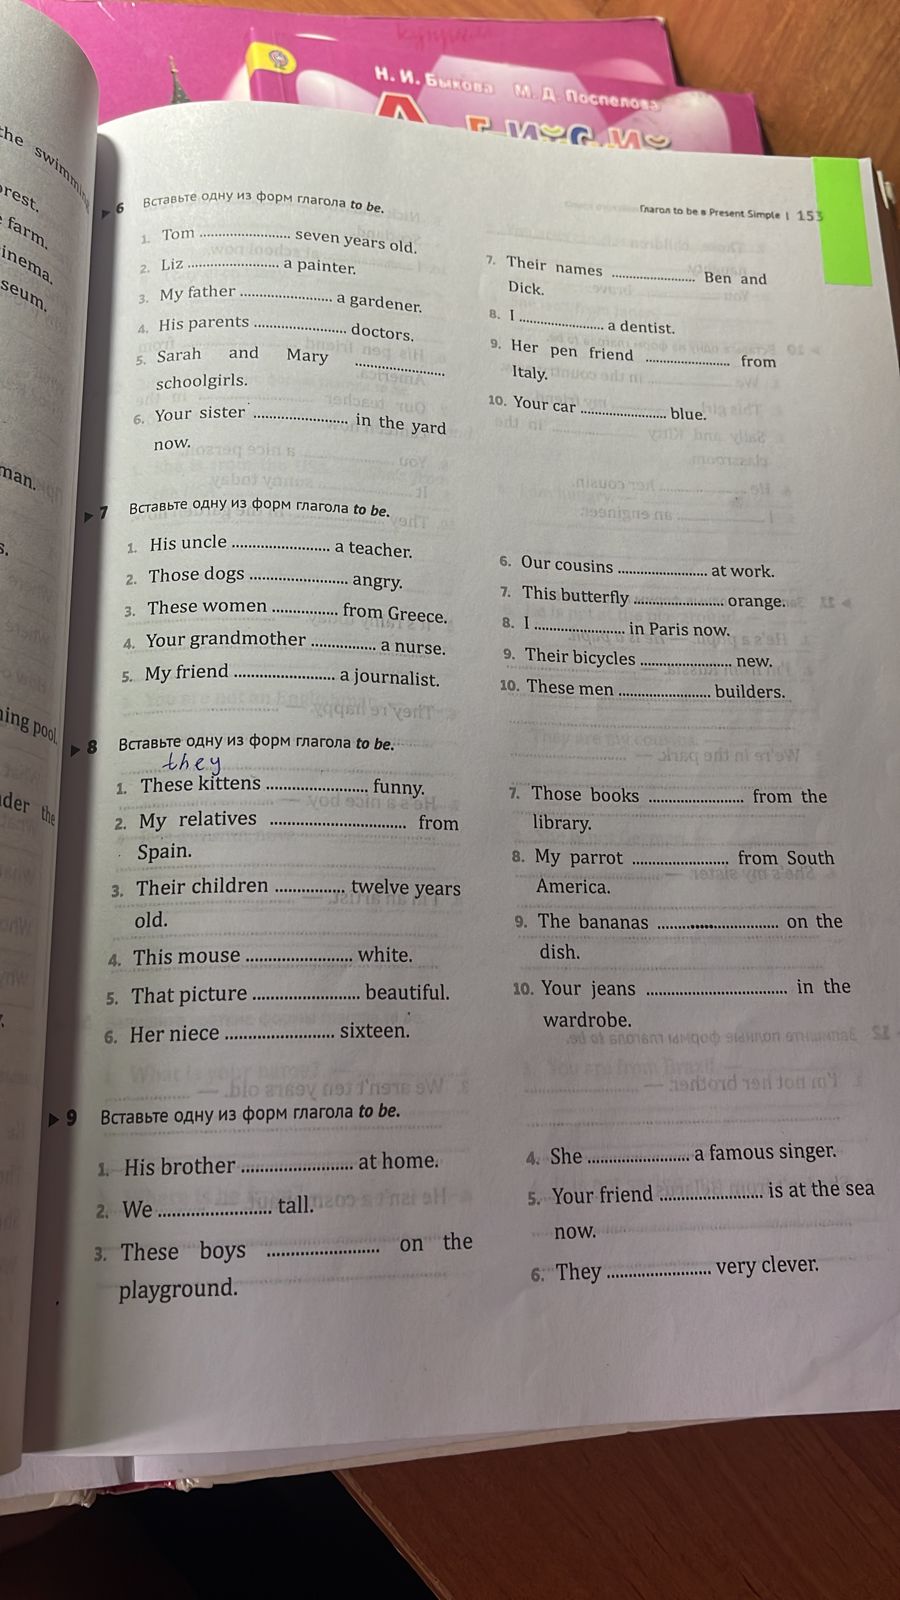 Н. И. Быкова М. Д. Поспелова
the swimming
orest.
e farm.
inema.
seum.
man.
s.
ning pool.
nder the
Глагол to be в Present Simple | 153
▶ 6 Вставьте одну из форм глагола to be.
1. Tom ....................... seven years old.
2. Liz ....................... a painter.
3. My father ....................... a gardener.
4. His parents ....................... doctors.
5. Sarah and Mary .......................
schoolgirls.
6. Your sister ....................... in the yard
now.
7. Their names ..................... Ben and
Dick.
8. I ..................... a dentist.
9. Her pen friend ..................... from
Italy.
10. Your car ..................... blue.
▶ 7 Вставьте одну из форм глагола to be.
1. His uncle ....................... a teacher.
2. Those dogs ....................... angry.
3. These women ............... from Greece.
4. Your grandmother ............... a nurse.
5. My friend ....................... a journalist.
6. Our cousins ..................... at work.
7. This butterfly ..................... orange.
8. I ..................... in Paris now.
9. Their bicycles ..................... new.
10. These men ..................... builders.
▶ 8 Вставьте одну из форм глагола to be.
they
1. These kittens ....................... funny.
2. My relatives .............................. from
Spain.
3. Their children ............... twelve years
old.
4. This mouse ....................... white.
5. That picture ....................... beautiful.
6. Her niece ....................... sixteen.
7. Those books ..................... from the
library.
8. My parrot ..................... from South
America.
9. The bananas .......................... on the
dish.
10. Your jeans .............................. in the
wardrobe.
▶ 9 Вставьте одну из форм глагола to be.
1. His brother ....................... at home.
2. We ....................... tall.
3. These boys ....................... on the
playground.
4. She ..................... a famous singer.
5. Your friend ..................... is at the sea
now.
6. They ..................... very clever.